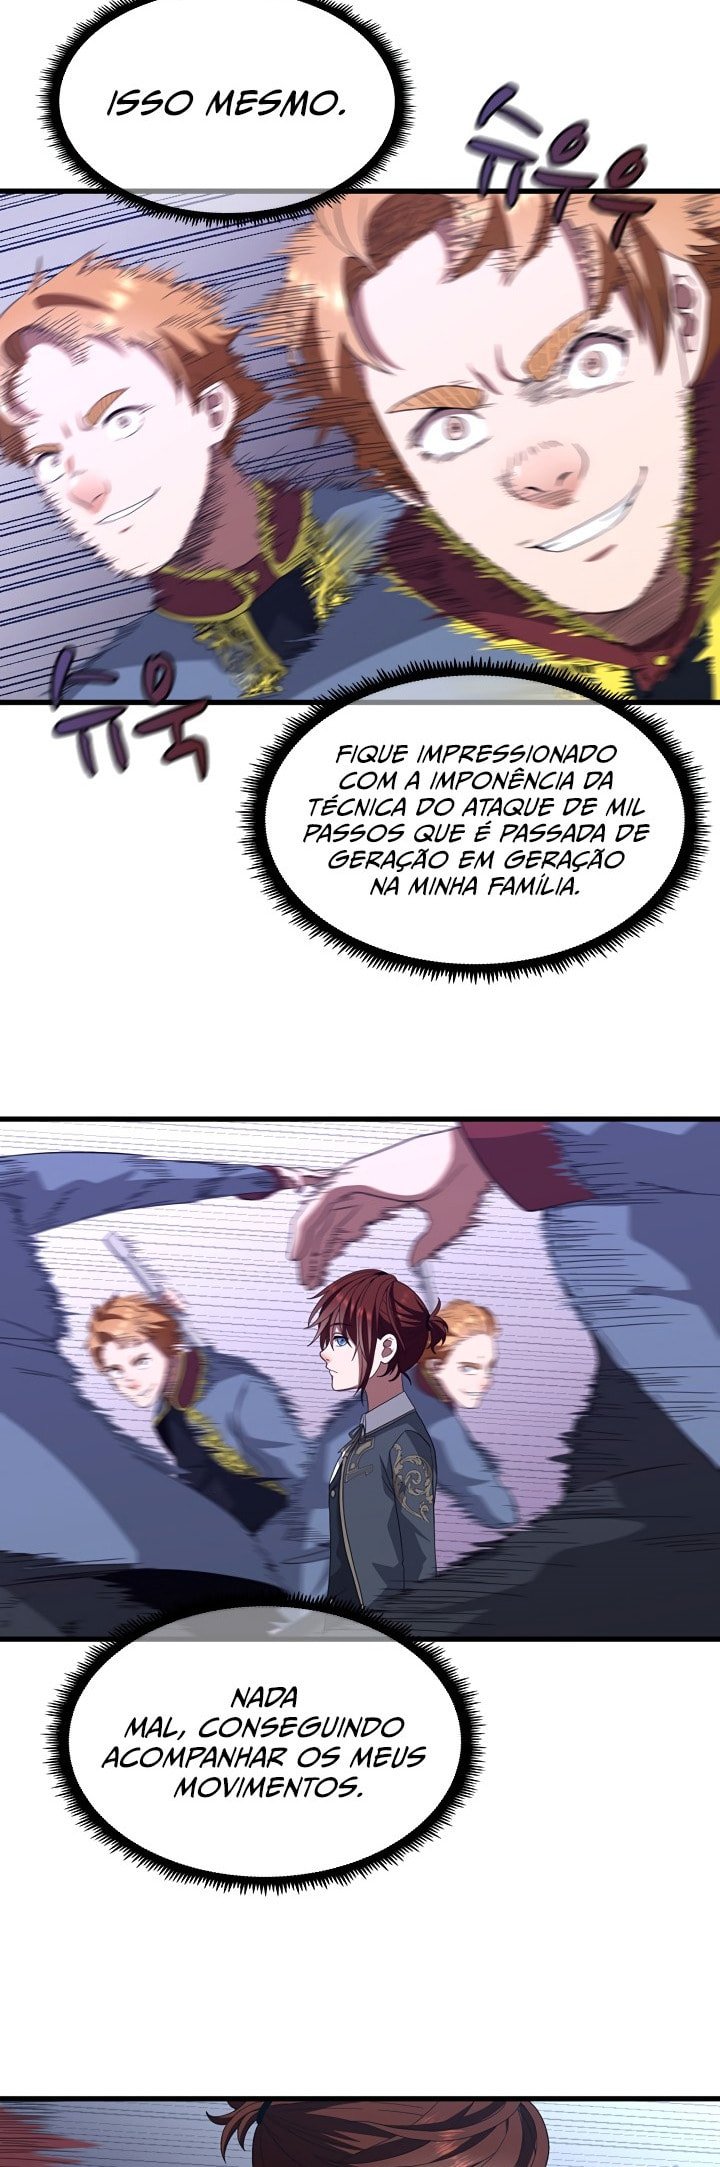 ISSO MESMO.
슈우우
슈욱
FIQUE IMPRESSIONADO
COM A IMPONÊNCIA DA
TÉCNICA DO ATAQUE DE MIL
PASSOS QUE É PASSADA DE
GERAÇÃO EM GERAÇÃO
NA MINHA FAMÍLIA.
NADA
MAL, CONSEGUINDO
ACOMPANHAR OS MEUS
MOVIMENTOS.